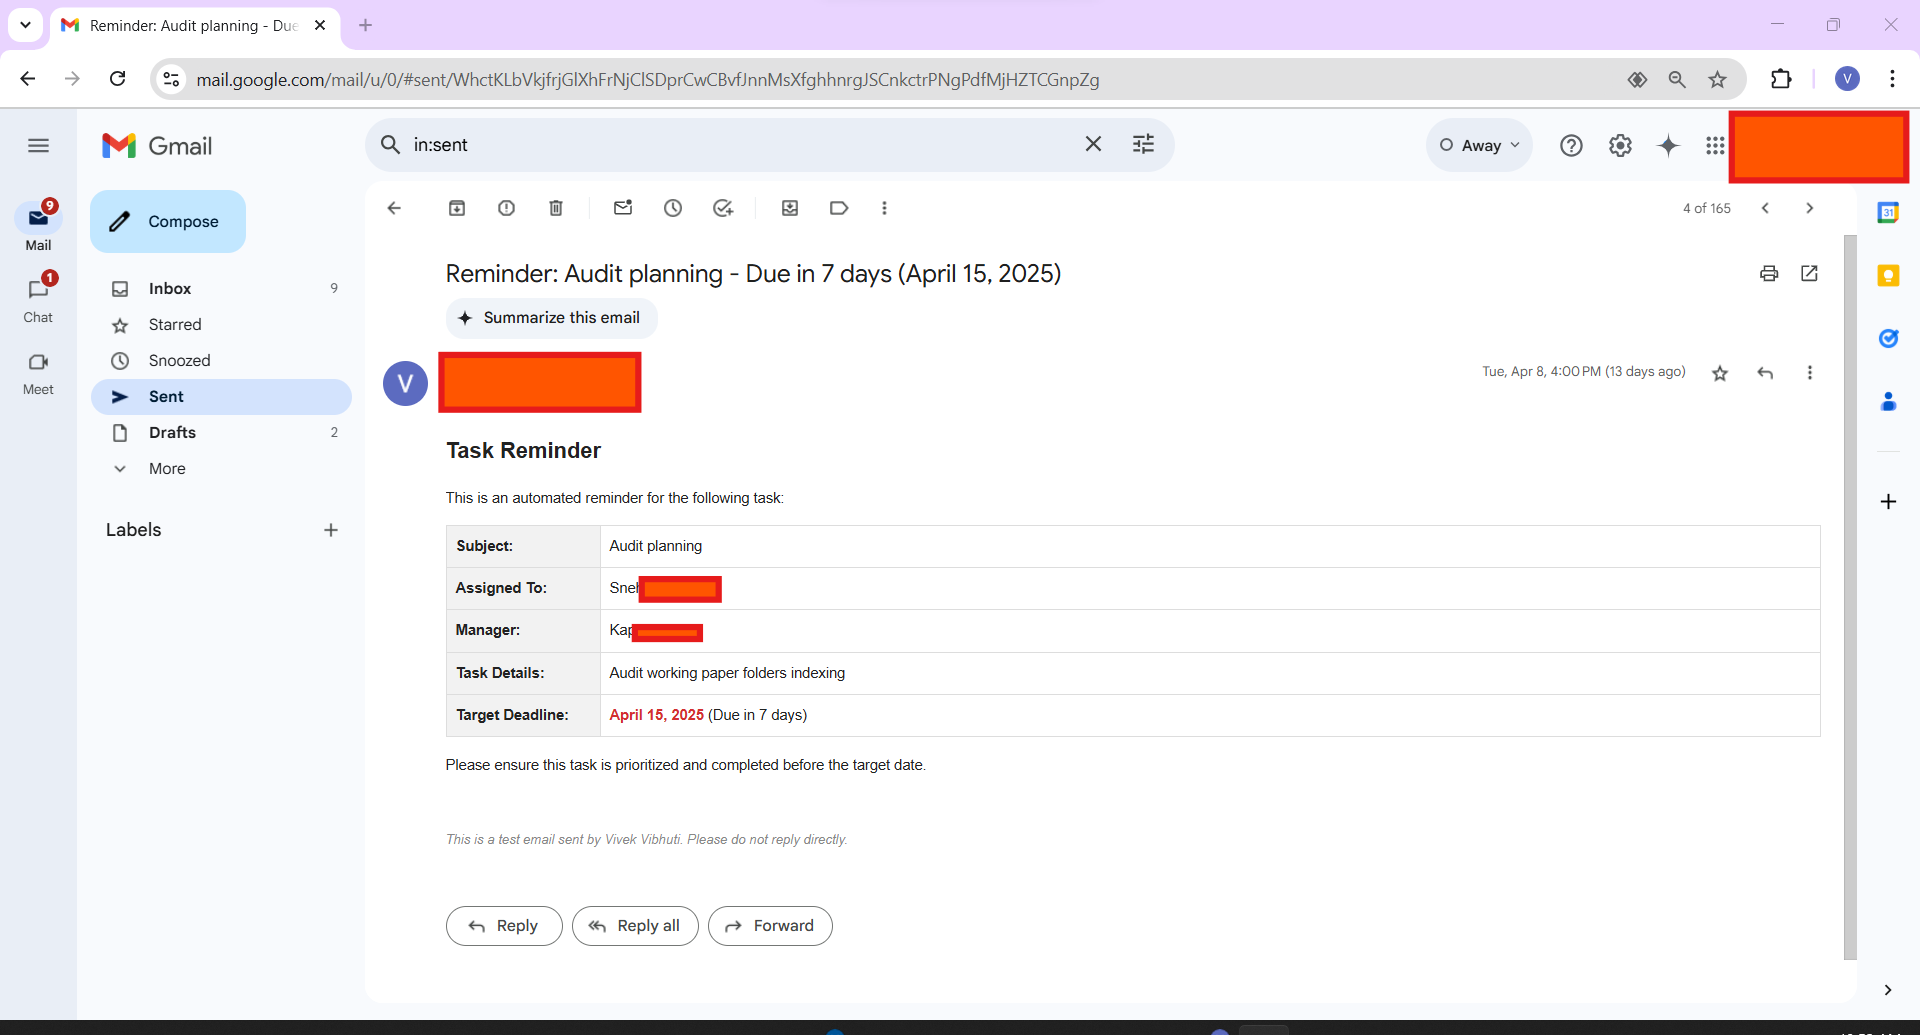 Reminder: Audit planning - Due
mail.google.com/mail/u/0/#sent/WhctKLbVkjfrjGlXhFrNjClSDprCwCBvfJnnMsXfghhnrgJSCnkctrPNgPdfMjHZTCGnpZg
V
Gmail
in:sent
Away
9
Mail
1
Chat
Meet
Compose
Inbox 9
Starred
Snoozed
Sent
Drafts 2
More
Labels
4 of 165
31
Reminder: Audit planning - Due in 7 days (April 15, 2025)
Summarize this email
V
Tue, Apr 8, 4:00 PM (13 days ago)
Task Reminder
This is an automated reminder for the following task:
Subject: Audit planning
Assigned To: Sneh
Manager: Kap
Task Details: Audit working paper folders indexing
Target Deadline: April 15, 2025 (Due in 7 days)
Please ensure this task is prioritized and completed before the target date.
This is a test email sent by Vivek Vibhuti. Please do not reply directly.
Reply
Reply all
Forward